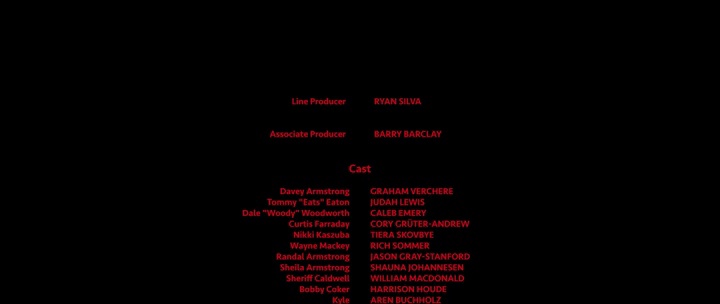 Line Producer RYAN SILVA
Associate Producer BARRY BARCLAY
Cast
Davey Armstrong GRAHAM VERCHERE
Tommy "Eats" Eaton JUDAH LEWIS
Dale "Woody" Woodworth CALEB EMERY
Curtis Farraday CORY GRÜTER-ANDREW
Nikki Kaszuba TIERA SKOVBYE
Wayne Mackey RICH SOMMER
Randal Armstrong JASON GRAY-STANFORD
Sheila Armstrong SHAUNA JOHANNESEN
Sheriff Caldwell WILLIAM MACDONALD
Bobby Coker HARRISON HOUDE
Kyle AREN BUCHHOLZ